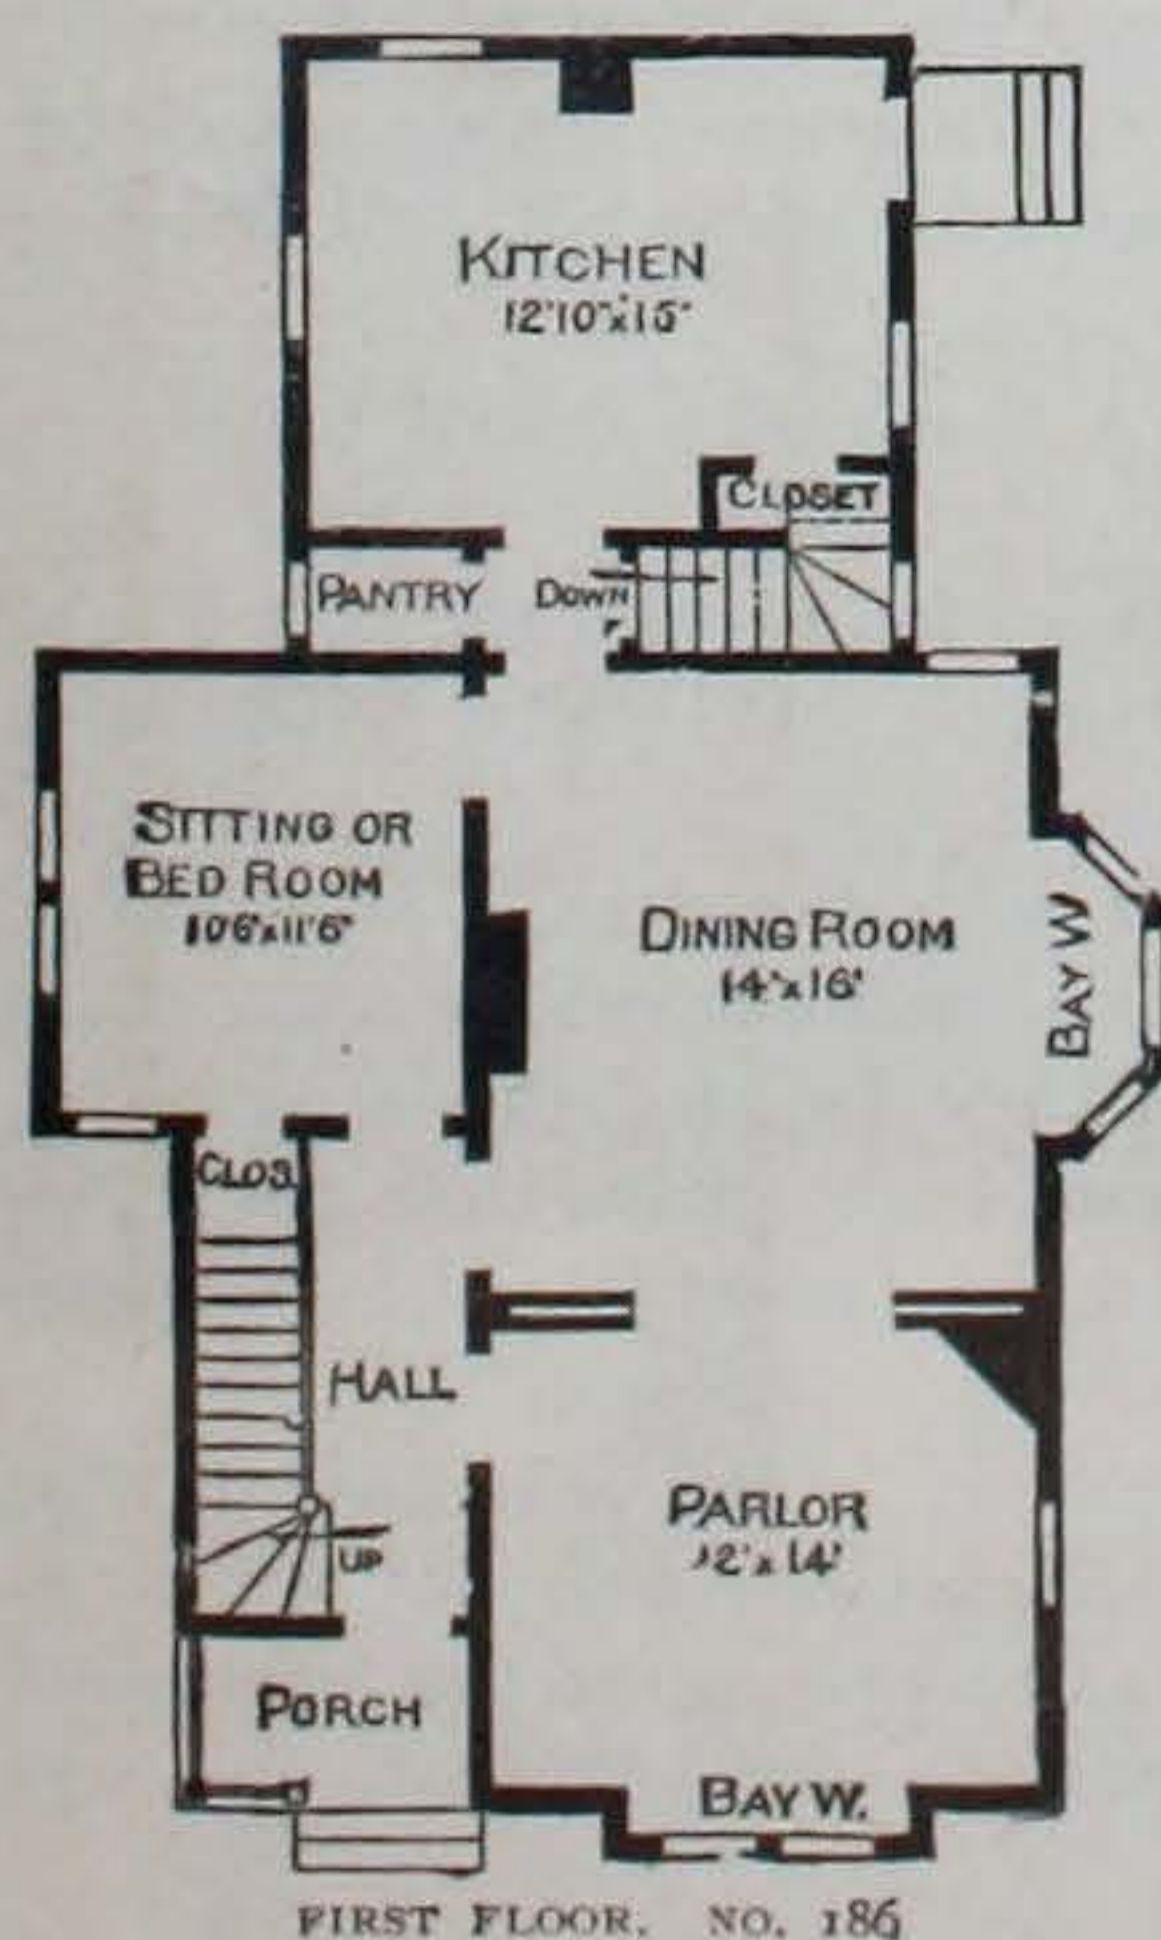 KITCHEN
12'10"x15'
CLOSET
PANTRY
DOWN
SITTING OR
BED ROOM
10'6"x11'6"
DINING ROOM
14'x16'
BAY W
CLOS.
HALL
UP
PARLOR
12'x14'
PORCH
BAY W.
FIRST FLOOR. NO. 186